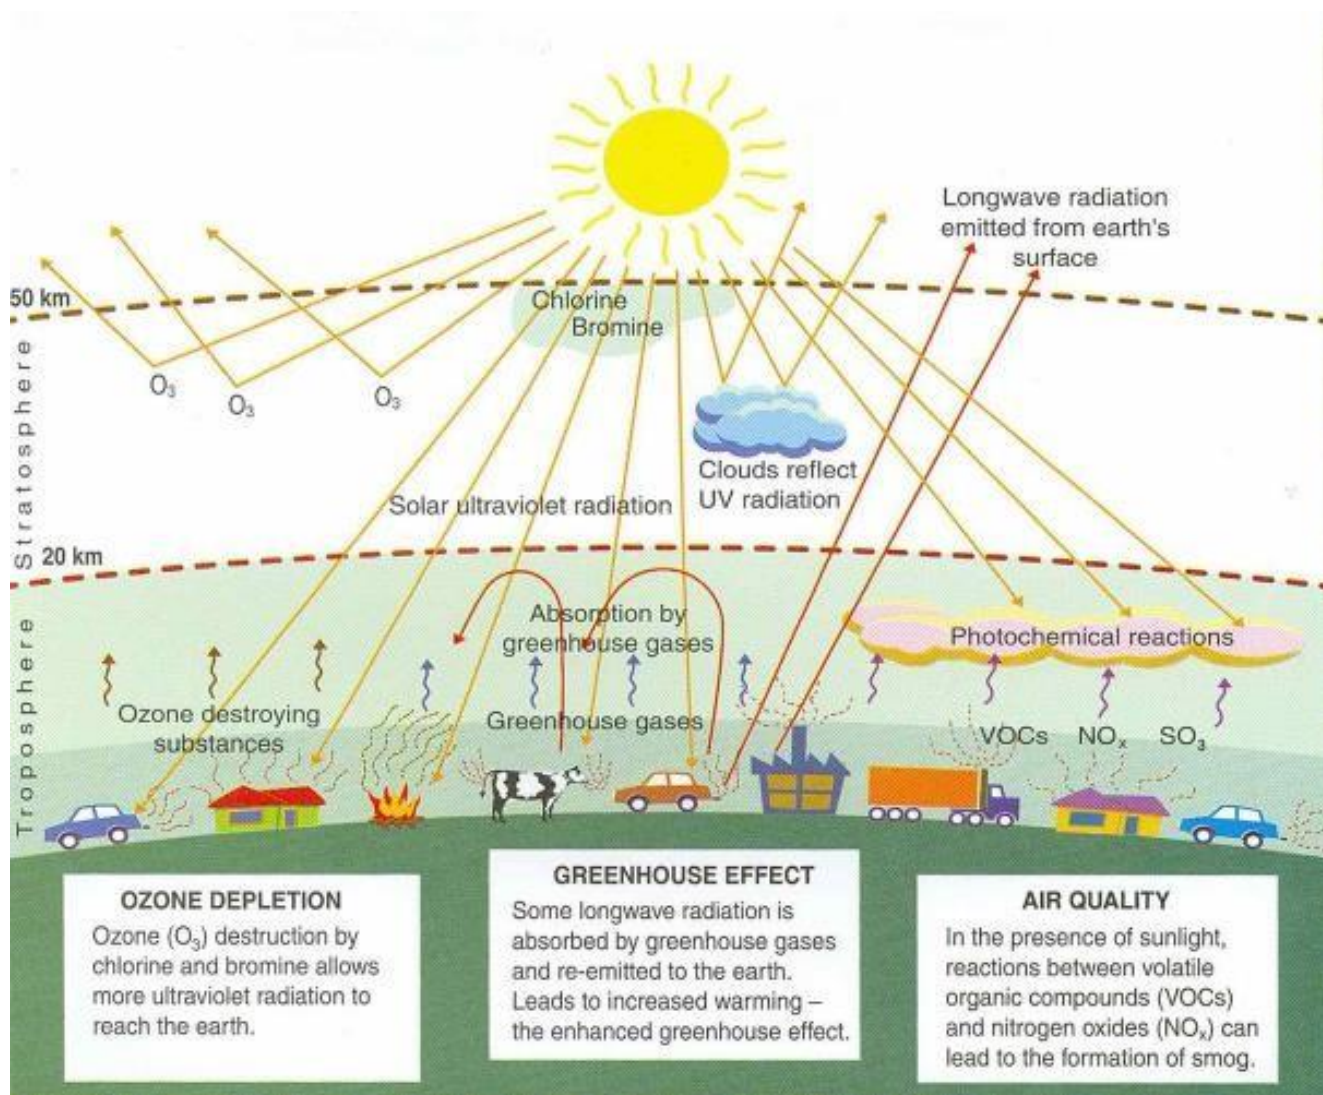 Longwave radiation
emitted from earth's
surface
50 km
Chlorine
Bromine
O₃
O₃
O₃
Stratosphere
Clouds reflect
UV radiation
Solar ultraviolet radiation
20 km
Troposphere
Absorption by
greenhouse gases
Photochemical reactions
Ozone destroying
substances
Greenhouse gases
VOCs NOₓ SO₃
OZONE DEPLETION
Ozone (O₃) destruction by
chlorine and bromine allows
more ultraviolet radiation to
reach the earth.
GREENHOUSE EFFECT
Some longwave radiation is
absorbed by greenhouse gases
and re-emitted to the earth.
Leads to increased warming –
the enhanced greenhouse effect.
AIR QUALITY
In the presence of sunlight,
reactions between volatile
organic compounds (VOCs)
and nitrogen oxides (NOₓ) can
lead to the formation of smog.